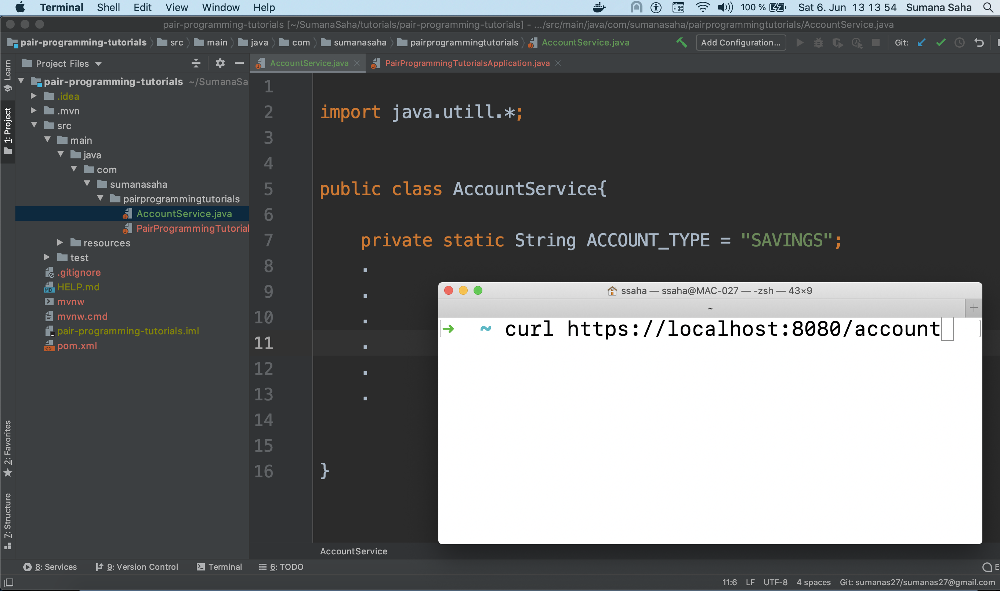 Terminal Shell Edit View Window Help 100 % Sat 6. Jun 13 13 54 Sumana Saha
pair-programming-tutorials [~/SumanaSaha/tutorials/pair-programming-tutorials] - .../src/main/java/com/sumanasaha/pairprogrammingtutorials/AccountService.java
pair-programming-tutorials src main java com sumanasaha pairprogrammingtutorials AccountService.java Add Configuration... Git:
Learn
1: Project
2: Favorites
7: Structure
Project Files
pair-programming-tutorials ~/SumanaSa
.idea
.mvn
src
main
java
com
sumanasaha
pairprogrammingtutorials
AccountService.java
PairProgrammingTutorial
resources
test
.gitignore
HELP.md
mvnw
mvnw.cmd
pair-programming-tutorials.iml
pom.xml
AccountService.java PairProgrammingTutorialsApplication.java
1
2 import java.utill.*;
3
4
5 public class AccountService{
6
7 private static String ACCOUNT_TYPE = "SAVINGS";
8 .
9 .
10 .
11 .
12 .
13 .
14
15
16 }
ssaha — ssaha@MAC-027 — -zsh — 43×9
~
➜ ~ curl https://localhost:8080/account
AccountService
8: Services 9: Version Control Terminal 6: TODO E
11:6 LF UTF-8 4 spaces Git: sumanas27/sumanas27@gmail.com